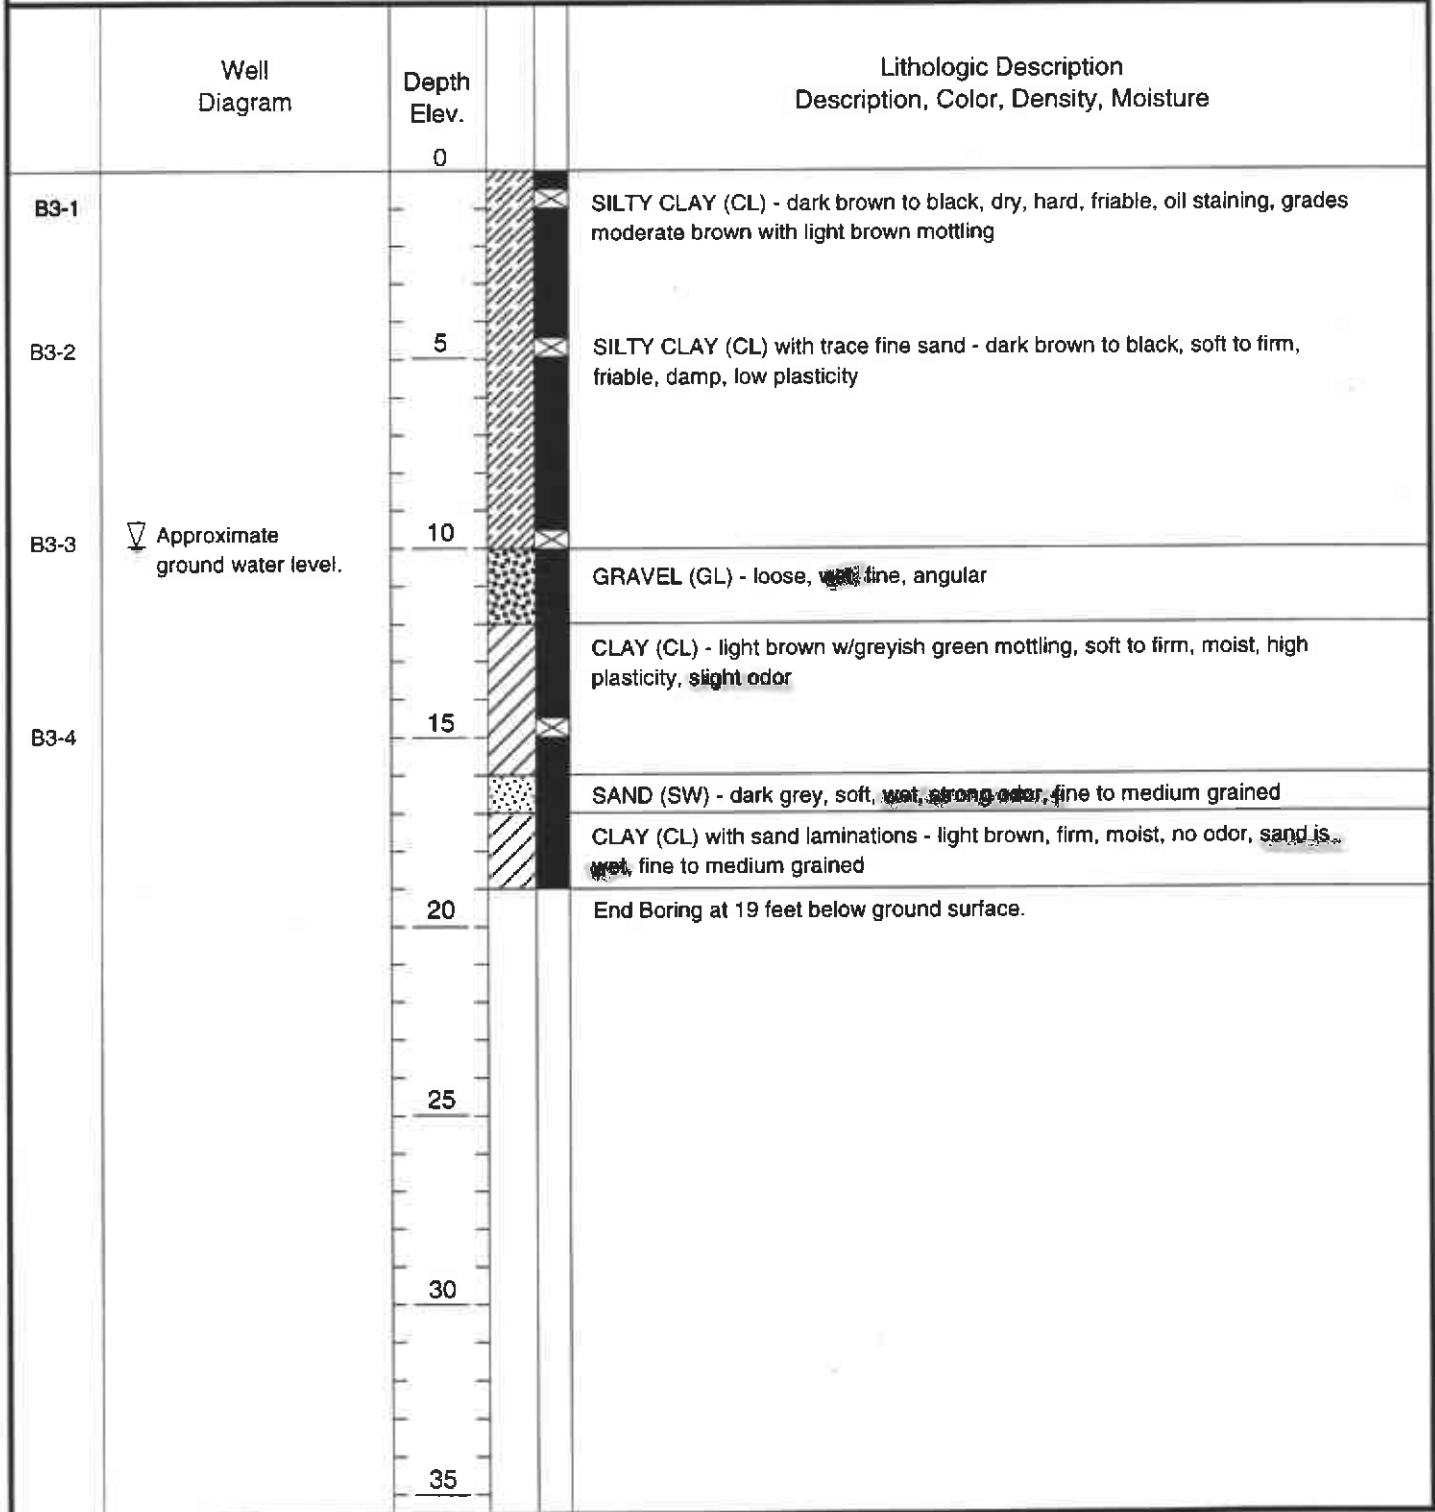 Well
Diagram
Depth
Elev.
Lithologic Description
Description, Color, Density, Moisture
0
B3-1
SILTY CLAY (CL) - dark brown to black, dry, hard, friable, oil staining, grades
moderate brown with light brown mottling
B3-2
5
SILTY CLAY (CL) with trace fine sand - dark brown to black, soft to firm,
friable, damp, low plasticity
B3-3
Approximate
ground water level.
10
GRAVEL (GL) - loose, wet, fine, angular
CLAY (CL) - light brown w/greyish green mottling, soft to firm, moist, high
plasticity, slight odor
B3-4
15
SAND (SW) - dark grey, soft, wet, strong odor, fine to medium grained
CLAY (CL) with sand laminations - light brown, firm, moist, no odor, sand is
wet, fine to medium grained
20
End Boring at 19 feet below ground surface.
25
30
35